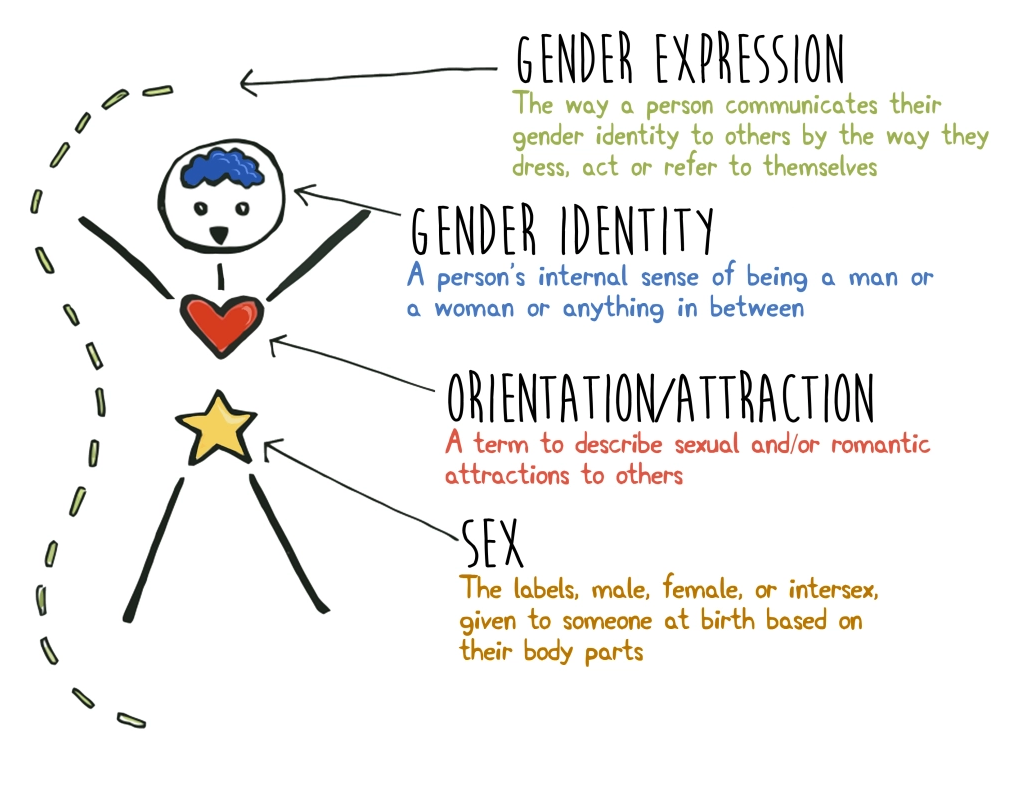 GENDER EXPRESSION
The way a person communicates their
gender identity to others by the way they
dress, act or refer to themselves
GENDER IDENTITY
A person's internal sense of being a man or
a woman or anything in between
ORIENTATION/ATTRACTION
A term to describe sexual and/or romantic
attractions to others
SEX
The labels, male, female, or intersex,
given to someone at birth based on
their body parts